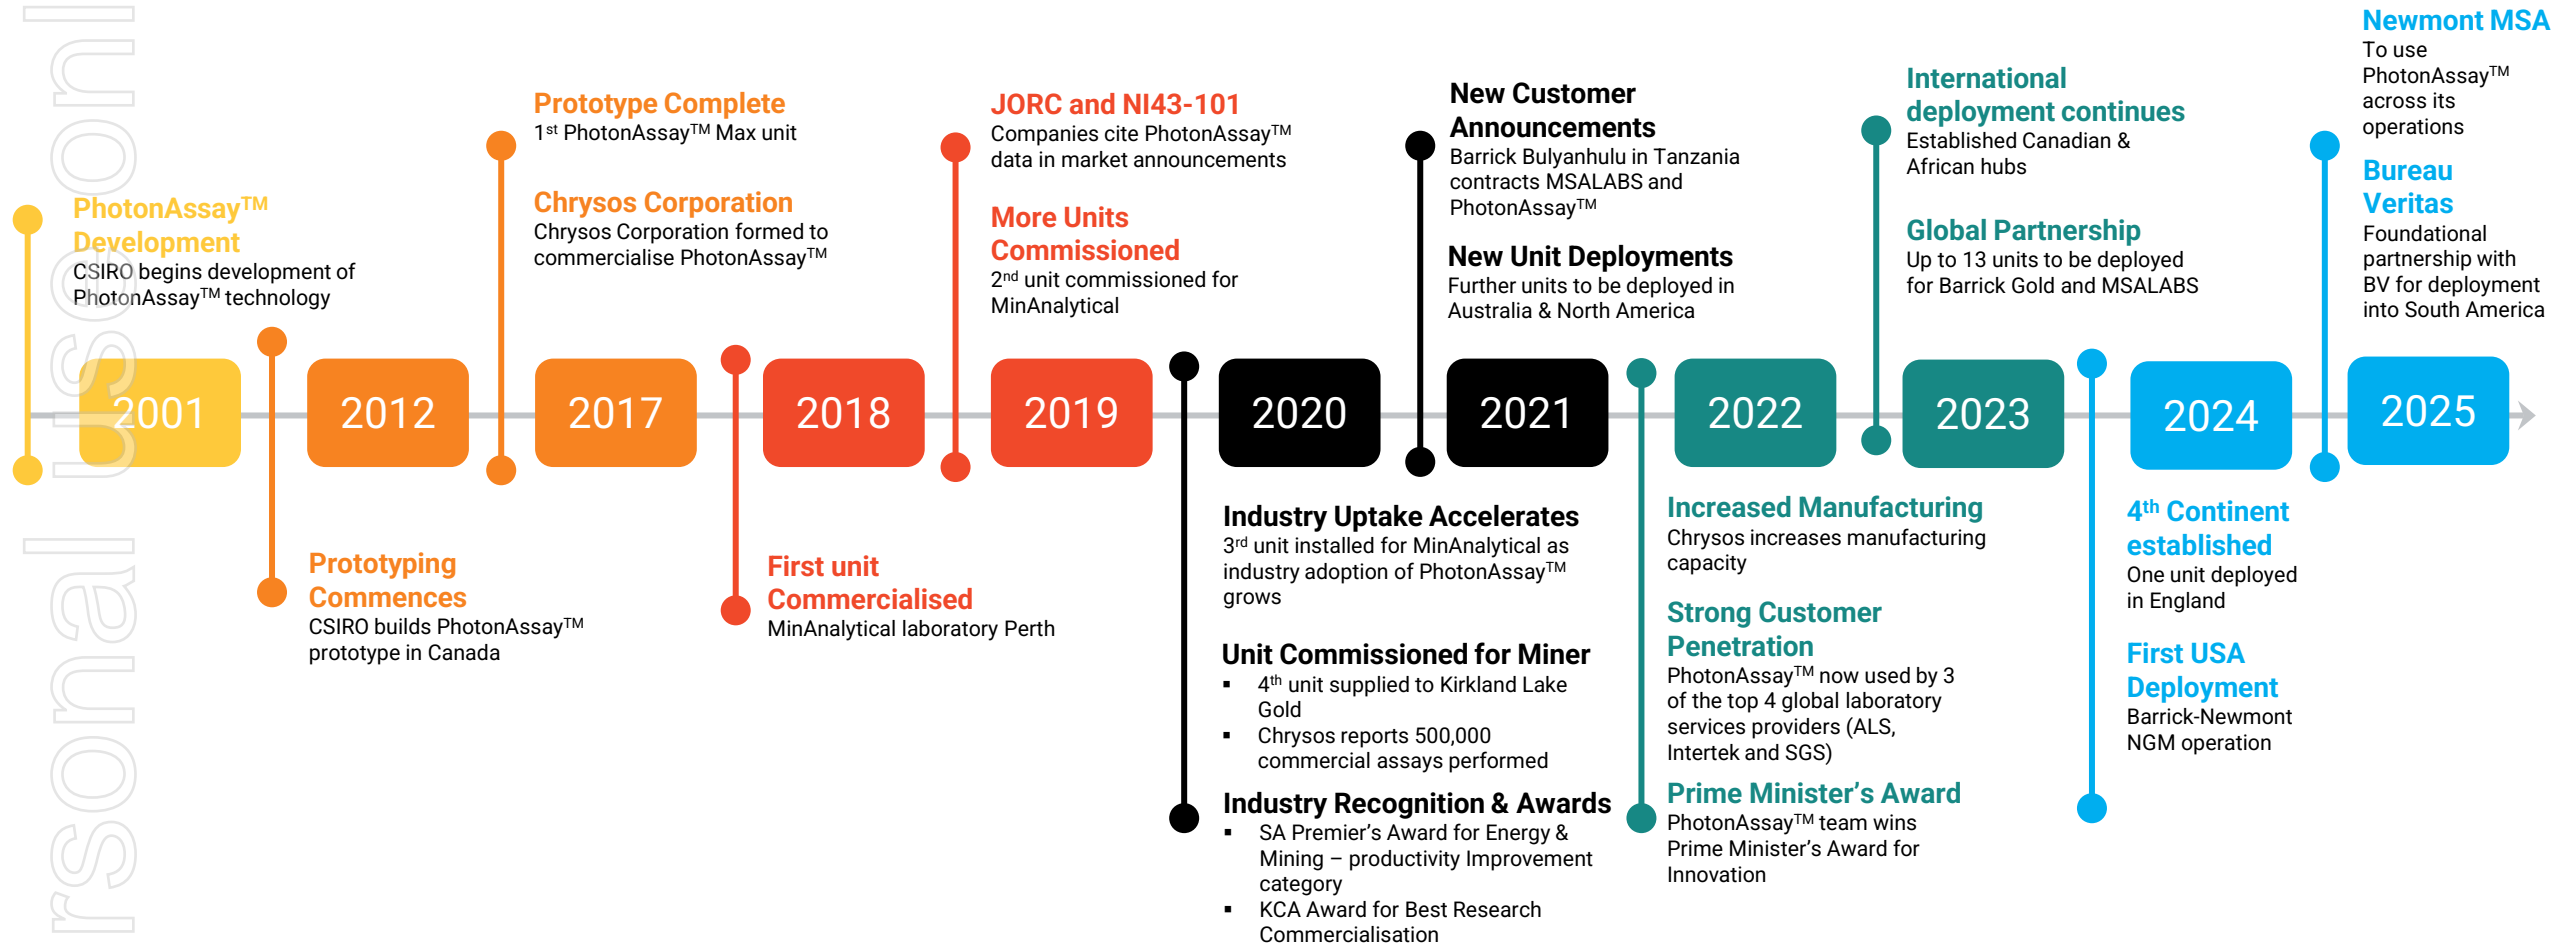 PhotonAssay™
Development
CSIRO begins development of
PhotonAssay™ technology
2001
2012
Prototyping
Commences
CSIRO builds PhotonAssay™
prototype in Canada
Prototype Complete
1st PhotonAssay™ Max unit
Chrysos Corporation
Chrysos Corporation formed to
commercialise PhotonAssay™
2017
2018
First unit
Commercialised
MinAnalytical laboratory Perth
JORC and NI43-101
Companies cite PhotonAssay™
data in market announcements
More Units
Commissioned
2nd unit commissioned for
MinAnalytical
2019
2020
Industry Uptake Accelerates
3rd unit installed for MinAnalytical as
industry adoption of PhotonAssay™
grows
Unit Commissioned for Miner
▪ 4th unit supplied to Kirkland Lake
Gold
▪ Chrysos reports 500,000
commercial assays performed
Industry Recognition & Awards
▪ SA Premier’s Award for Energy &
Mining – productivity Improvement
category
▪ KCA Award for Best Research
Commercialisation
New Customer
Announcements
Barrick Bulyanhulu in Tanzania
contracts MSALABS and
PhotonAssay™
New Unit Deployments
Further units to be deployed in
Australia & North America
2021
2022
Increased Manufacturing
Chrysos increases manufacturing
capacity
Strong Customer
Penetration
PhotonAssay™ now used by 3
of the top 4 global laboratory
services providers (ALS,
Intertek and SGS)
Prime Minister’s Award
PhotonAssay™ team wins
Prime Minister’s Award for
Innovation
International
deployment continues
Established Canadian &
African hubs
Global Partnership
Up to 13 units to be deployed
for Barrick Gold and MSALABS
2023
2024
4th Continent
established
One unit deployed
in England
First USA
Deployment
Barrick-Newmont
NGM operation
Newmont MSA
To use
PhotonAssay™
across its
operations
Bureau
Veritas
Foundational
partnership with
BV for deployment
into South America
2025
rsonal use onl